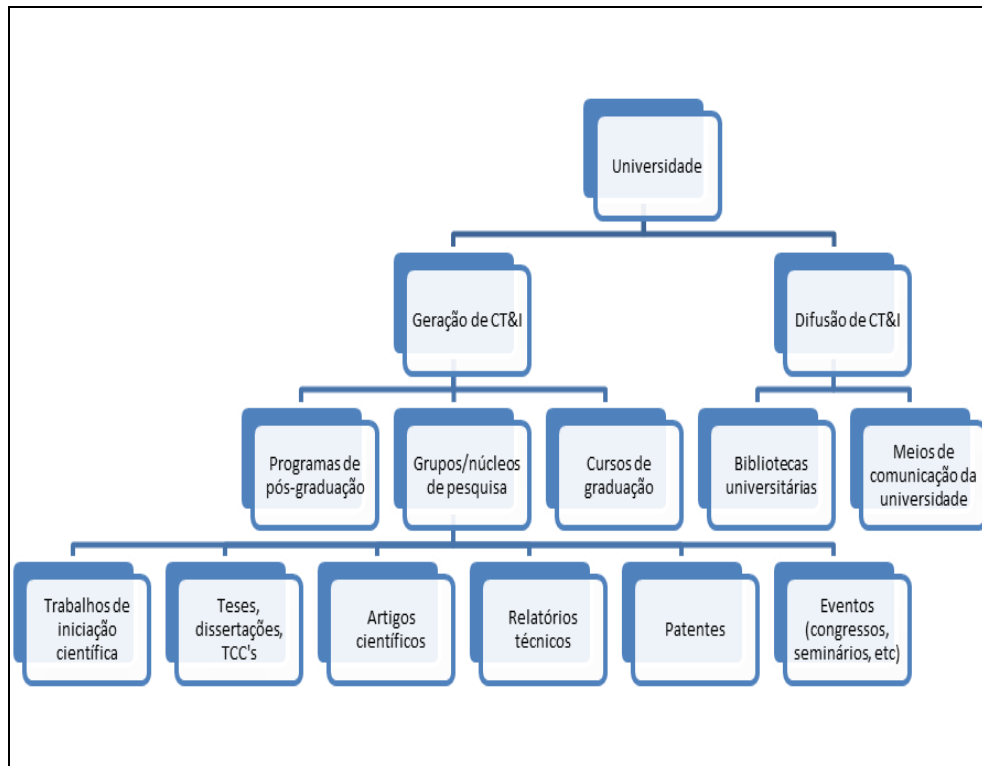 Universidade
Geração de CT&I
Difusão de CT&I
Programas de
pós-graduação
Grupos/núcleos
de pesquisa
Cursos de
graduação
Bibliotecas
universitárias
Meios de
comunicação da
universidade
Trabalhos de
iniciação
científica
Teses,
dissertações,
TCC's
Artigos
científicos
Relatórios
técnicos
Patentes
Eventos
(congressos,
seminários, etc)